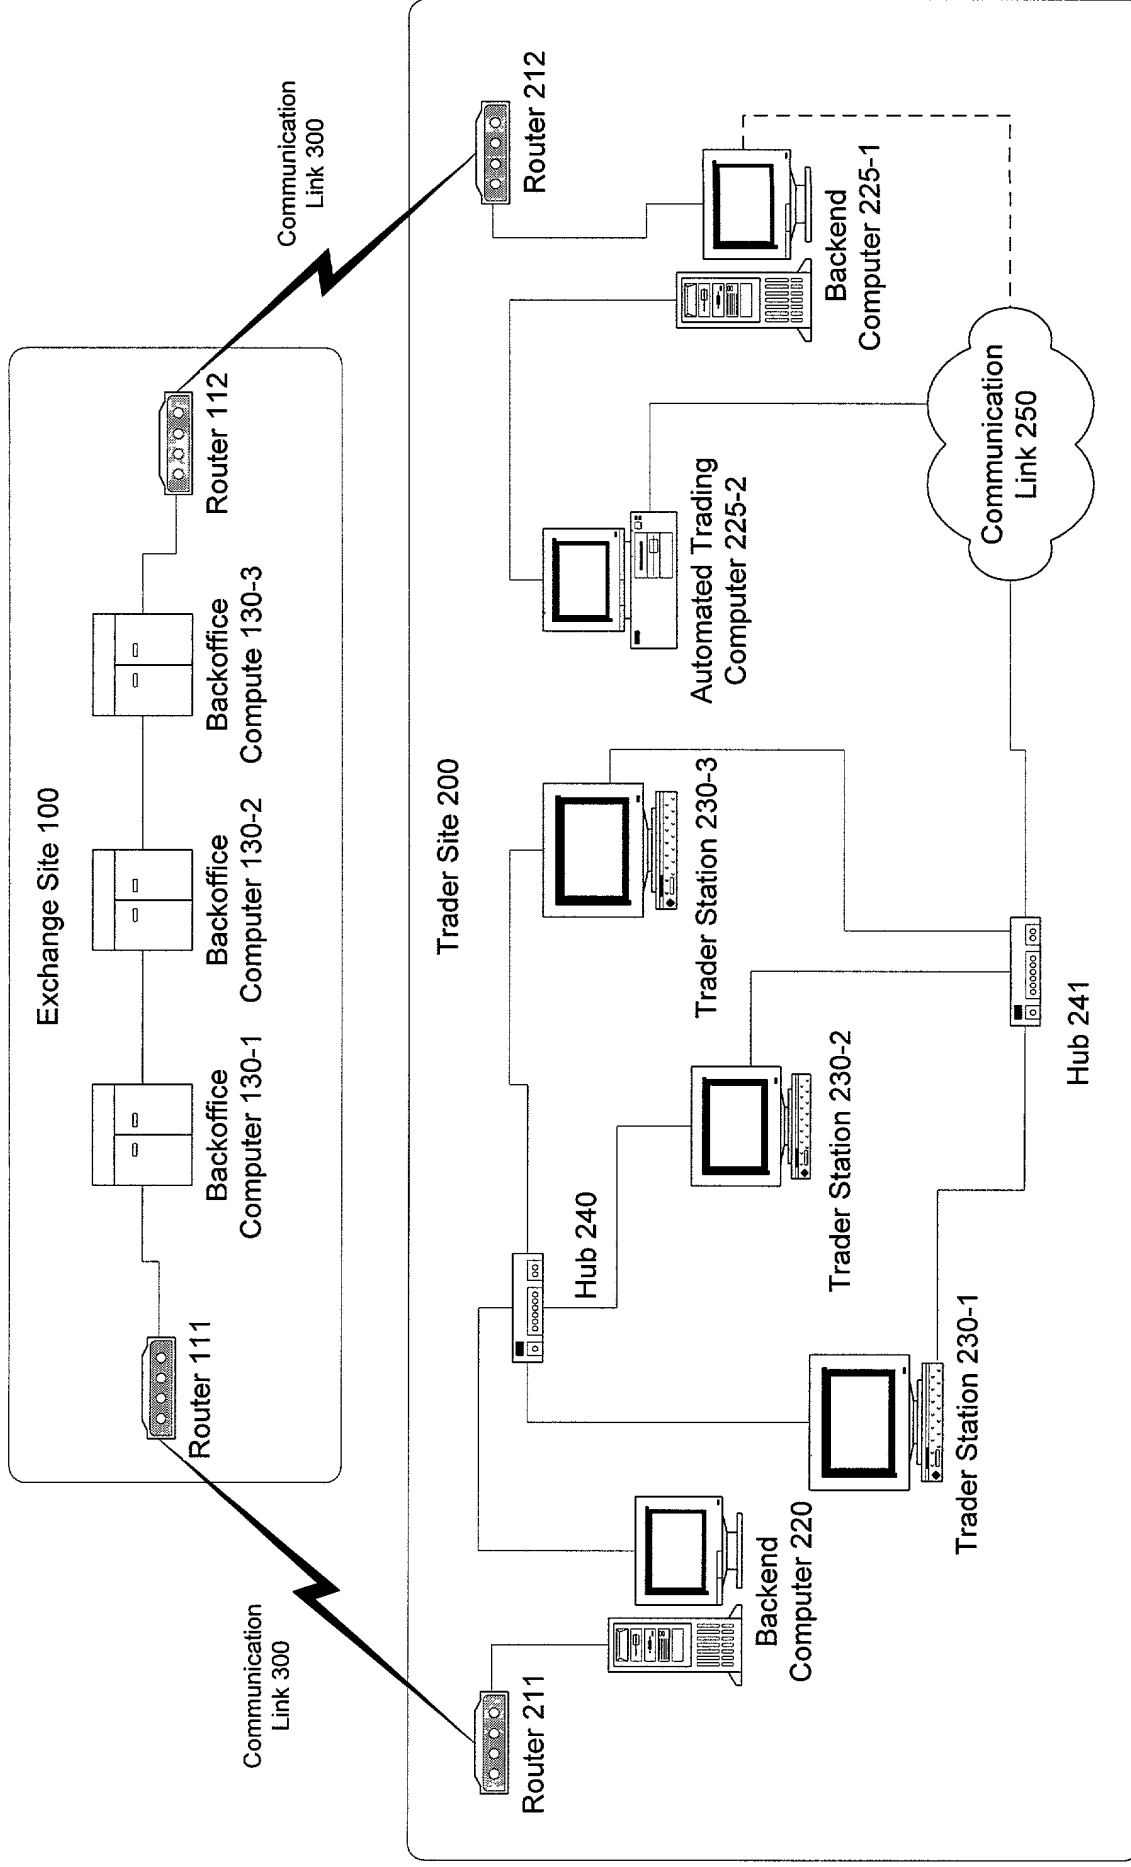 Exchange Site 100
Router 111
Backoffice
Computer 130-1
Backoffice
Computer 130-2
Backoffice
Compute 130-3
Router 112
Communication
Link 300
Communication
Link 300
Trader Site 200
Router 211
Backend
Computer 220
Hub 240
Trader Station 230-1
Trader Station 230-2
Trader Station 230-3
Automated Trading
Computer 225-2
Router 212
Backend
Computer 225-1
Hub 241
Communication
Link 250